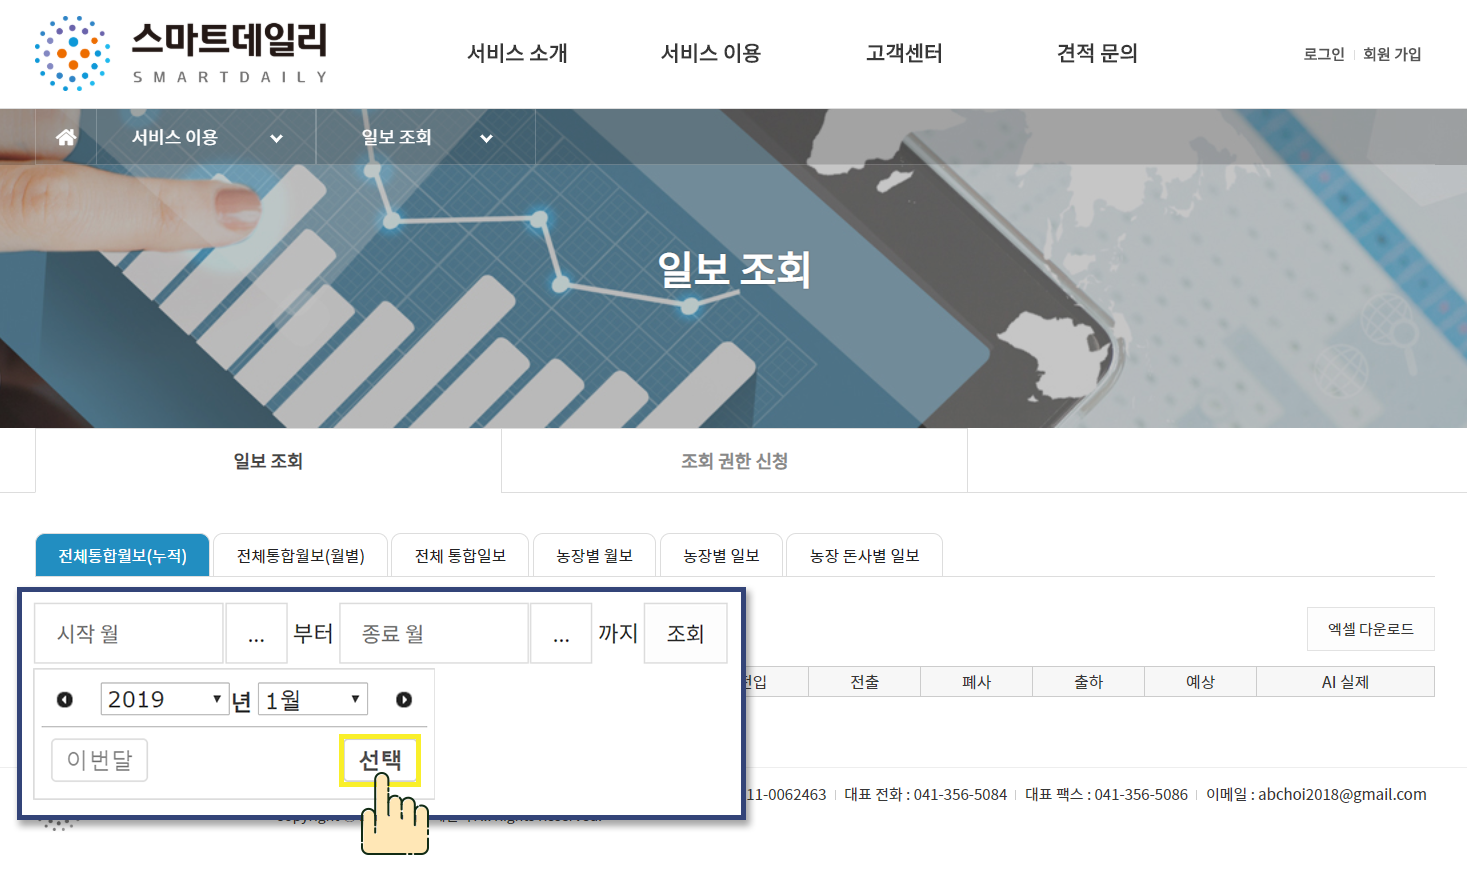 스마트데일리
SMARTDAILY
서비스 소개
서비스 이용
고객센터
견적 문의
로그인
회원 가입
서비스 이용
일보 조회
일보 조회
일보 조회
조회 권한 신청
전체통합월보(누적)
전체통합월보(월별)
전체 통합일보
농장별 월보
농장별 일보
농장 돈사별 일보
시작 월 ... 부터 종료 월 ... 까지 조회
엑셀 다운로드
2019 년 1월
이번달 선택
전출 폐사 출하 예상 AI 실제
11-0062463 대표 전화 : 041-356-5084 대표 팩스 : 041-356-5086 이메일 : abchoi2018@gmail.com